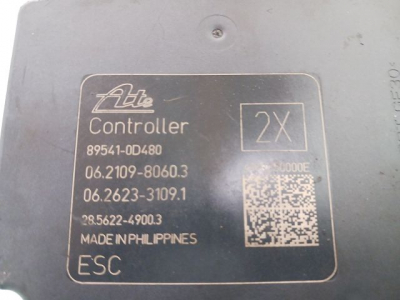 Ate
Controller
2X
89541-0D480
06.2109-8060.3
06.2623-3109.1
28.5622-4900.3
MADE IN PHILIPPINES
ESC